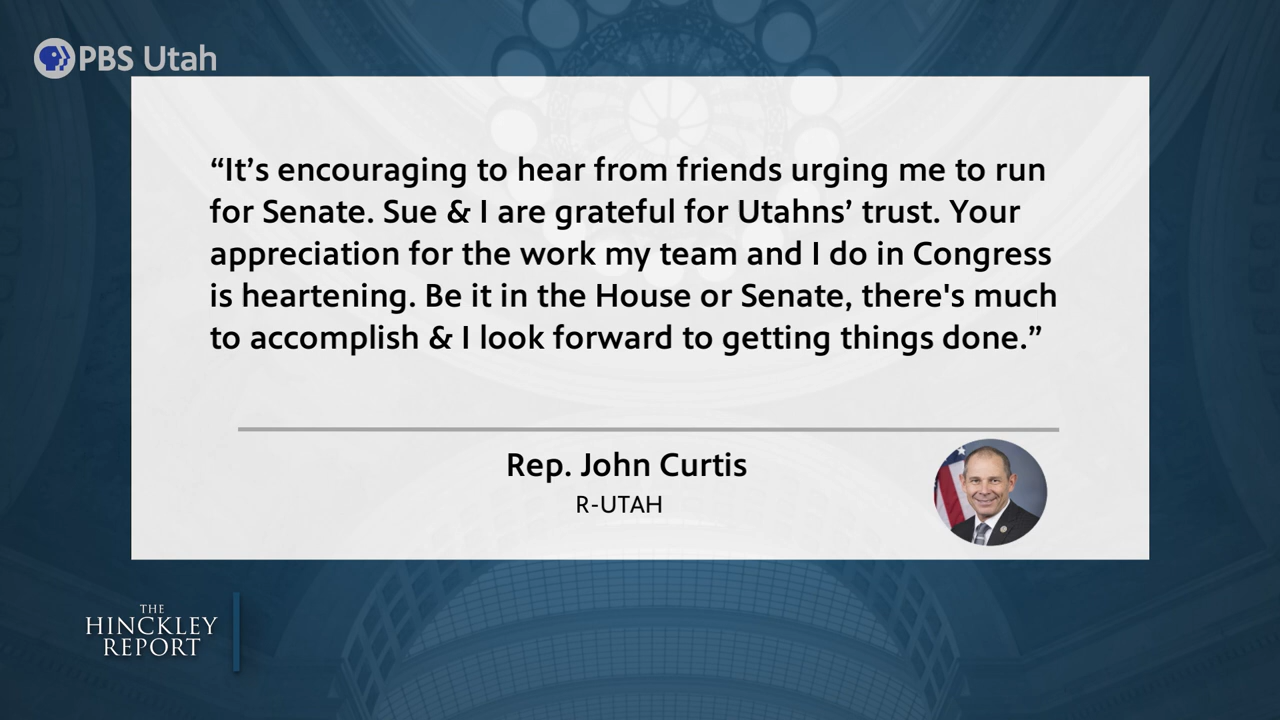 PBS Utah
“It’s encouraging to hear from friends urging me to run
for Senate. Sue & I are grateful for Utahns’ trust. Your
appreciation for the work my team and I do in Congress
is heartening. Be it in the House or Senate, there's much
to accomplish & I look forward to getting things done.”
Rep. John Curtis
R-UTAH
THE
HINCKLEY
REPORT